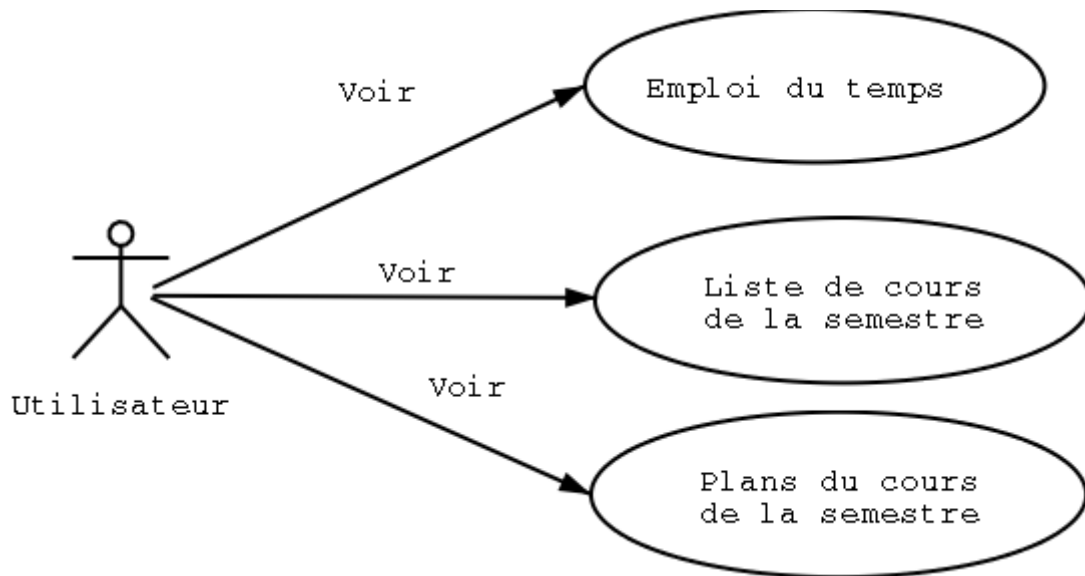 Voir
Emploi du temps
Voir
Liste de cours
de la semestre
Voir
Utilisateur
Plans du cours
de la semestre